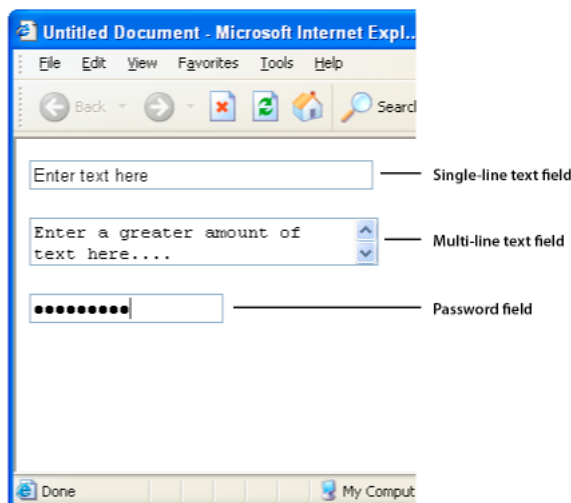 Untitled Document - Microsoft Internet Expl...
File Edit View Favorites Tools Help
Back Search
Enter text here
Single-line text field
Enter a greater amount of
text here....
Multi-line text field
•••••••••
Password field
Done My Comput